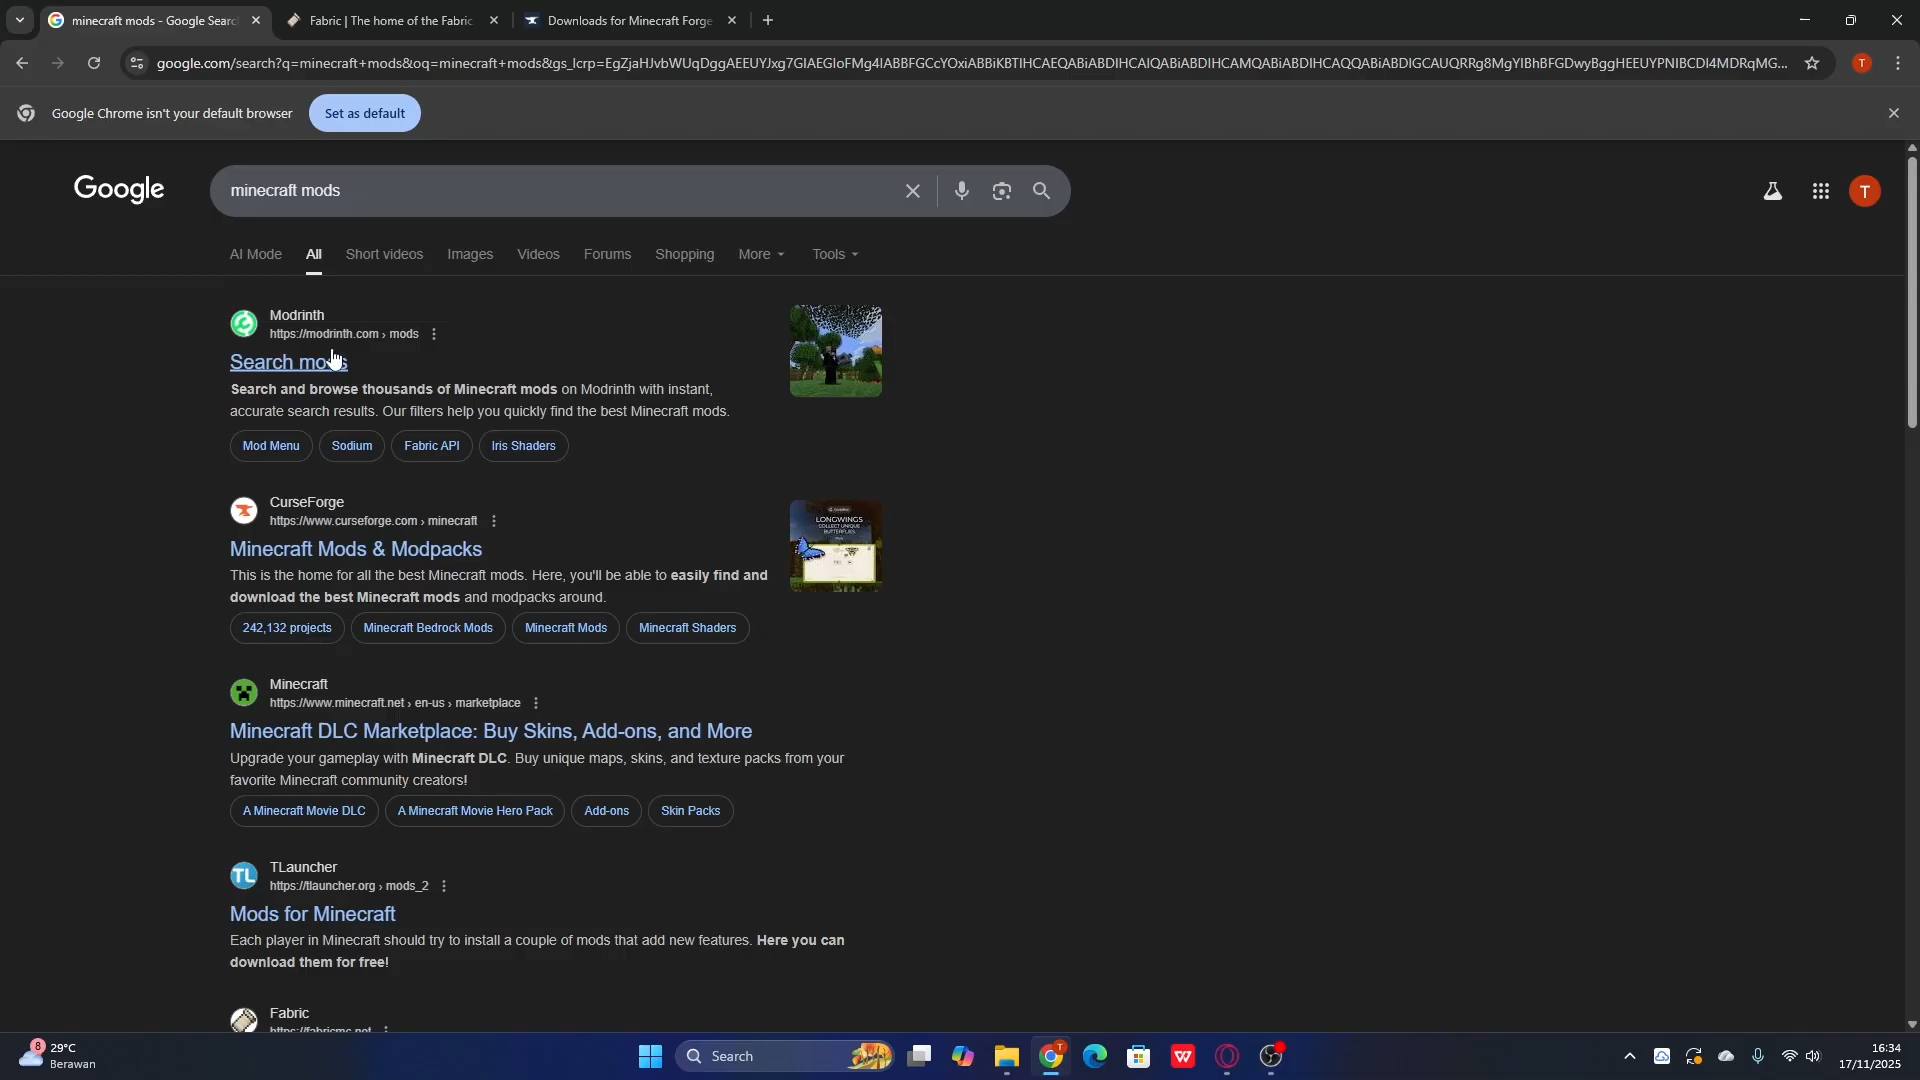 minecraft mods - Google Searc
Fabric | The home of the Fabric
Downloads for Minecraft Forge
google.com/search?q=minecraft+mods&oq=minecraft+mods&gs_lcrp=EgZjaHJvbWUqDggAEEUYJxg7GIAEGIoFMg4IABBFGCcYOxiABBiKBTIHCAEQABiABDIHCAIQABiABDIHCAMQABiABDIHCAQQABiABDIGCAUQRRg8MgYIBhBFGDwyBggHEEUYPNIBCDI4MDRqMG...
T
Google Chrome isn't your default browser
Set as default
Google
minecraft mods
T
AI Mode
All
Short videos
Images
Videos
Forums
Shopping
More
Tools
Modrinth
https://modrinth.com › mods
Search mods
Search and browse thousands of Minecraft mods on Modrinth with instant,
accurate search results. Our filters help you quickly find the best Minecraft mods.
Mod Menu
Sodium
Fabric API
Iris Shaders
CurseForge
https://www.curseforge.com › minecraft
LONGWINGS
COLLECT UNIQUE
BUTTERFLIES
Minecraft Mods & Modpacks
This is the home for all the best Minecraft mods. Here, you'll be able to easily find and
download the best Minecraft mods and modpacks around.
242,132 projects
Minecraft Bedrock Mods
Minecraft Mods
Minecraft Shaders
Minecraft
https://www.minecraft.net › en-us › marketplace
Minecraft DLC Marketplace: Buy Skins, Add-ons, and More
Upgrade your gameplay with Minecraft DLC. Buy unique maps, skins, and texture packs from your
favorite Minecraft community creators!
A Minecraft Movie DLC
A Minecraft Movie Hero Pack
Add-ons
Skin Packs
TL
TLauncher
https://tlauncher.org › mods_2
Mods for Minecraft
Each player in Minecraft should try to install a couple of mods that add new features. Here you can
download them for free!
Fabric
https://fabricmc.net
8
29°C
Berawan
Search
T
W
16:34
17/11/2025